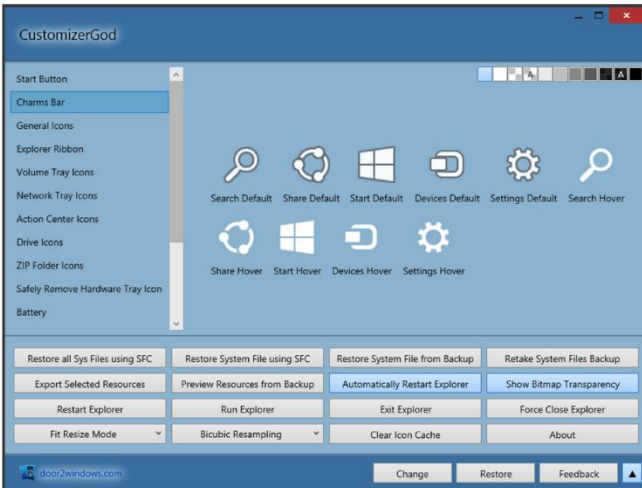 CustomizerGod
Start Button
Charms Bar
General Icons
Explorer Ribbon
Volume Tray Icons
Network Tray Icons
Action Center Icons
Drive Icons
ZIP Folder Icons
Safely Remove Hardware Tray Icon
Battery
A A
Search Default Share Default Start Default Devices Default Settings Default Search Hover
Share Hover Start Hover Devices Hover Settings Hover
Restore all Sys Files using SFC Restore System File using SFC Restore System File from Backup Retake System Files Backup
Export Selected Resources Preview Resources from Backup Automatically Restart Explorer Show Bitmap Transparency
Restart Explorer Run Explorer Exit Explorer Force Close Explorer
Fit Resize Mode Bicubic Resampling Clear Icon Cache About
door2windows.com Change Restore Feedback